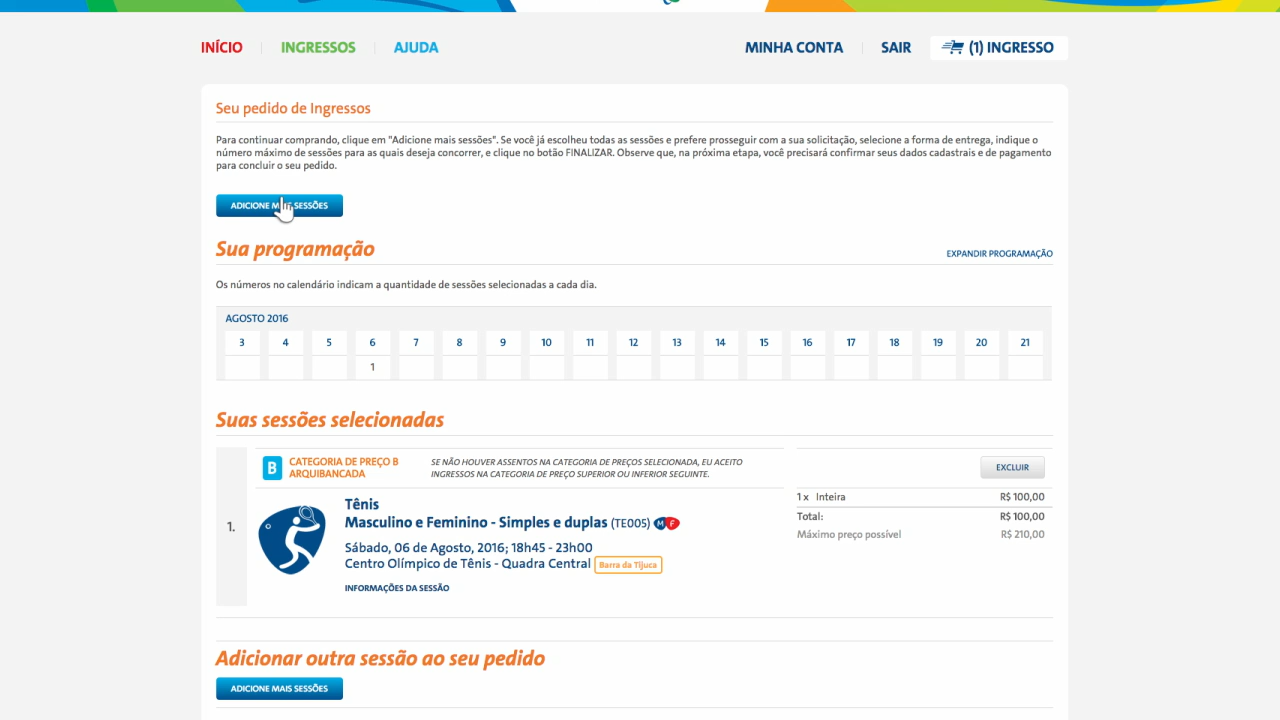 INÍCIO INGRESSOS AJUDA MINHA CONTA SAIR (1) INGRESSO
Seu pedido de Ingressos
Para continuar comprando, clique em "Adicione mais sessões". Se você já escolheu todas as sessões e prefere prosseguir com a sua solicitação, selecione a forma de entrega, indique o
número máximo de sessões para as quais deseja concorrer, e clique no botão FINALIZAR. Observe que, na próxima etapa, você precisará confirmar seus dados cadastrais e de pagamento
para concluir o seu pedido.
ADICIONE MAIS SESSÕES
Sua programação
EXPANDIR PROGRAMAÇÃO
Os números no calendário indicam a quantidade de sessões selecionadas a cada dia.
AGOSTO 2016
3 4 5 6 7 8 9 10 11 12 13 14 15 16 17 18 19 20 21
1
Suas sessões selecionadas
1.
B
CATEGORIA DE PREÇO B
ARQUIBANCADA
SE NÃO HOUVER ASSENTOS NA CATEGORIA DE PREÇOS SELECIONADA, EU ACEITO
INGRESSOS NA CATEGORIA DE PREÇO SUPERIOR OU INFERIOR SEGUINTE.
Tênis
Masculino e Feminino - Simples e duplas (TE005) M F
Sábado, 06 de Agosto, 2016; 18h45 - 23h00
Centro Olímpico de Tênis - Quadra Central Barra da Tijuca
INFORMAÇÕES DA SESSÃO
EXCLUIR
1 x Inteira R$ 100,00
Total: R$ 100,00
Máximo preço possível R$ 210,00
Adicionar outra sessão ao seu pedido
ADICIONE MAIS SESSÕES